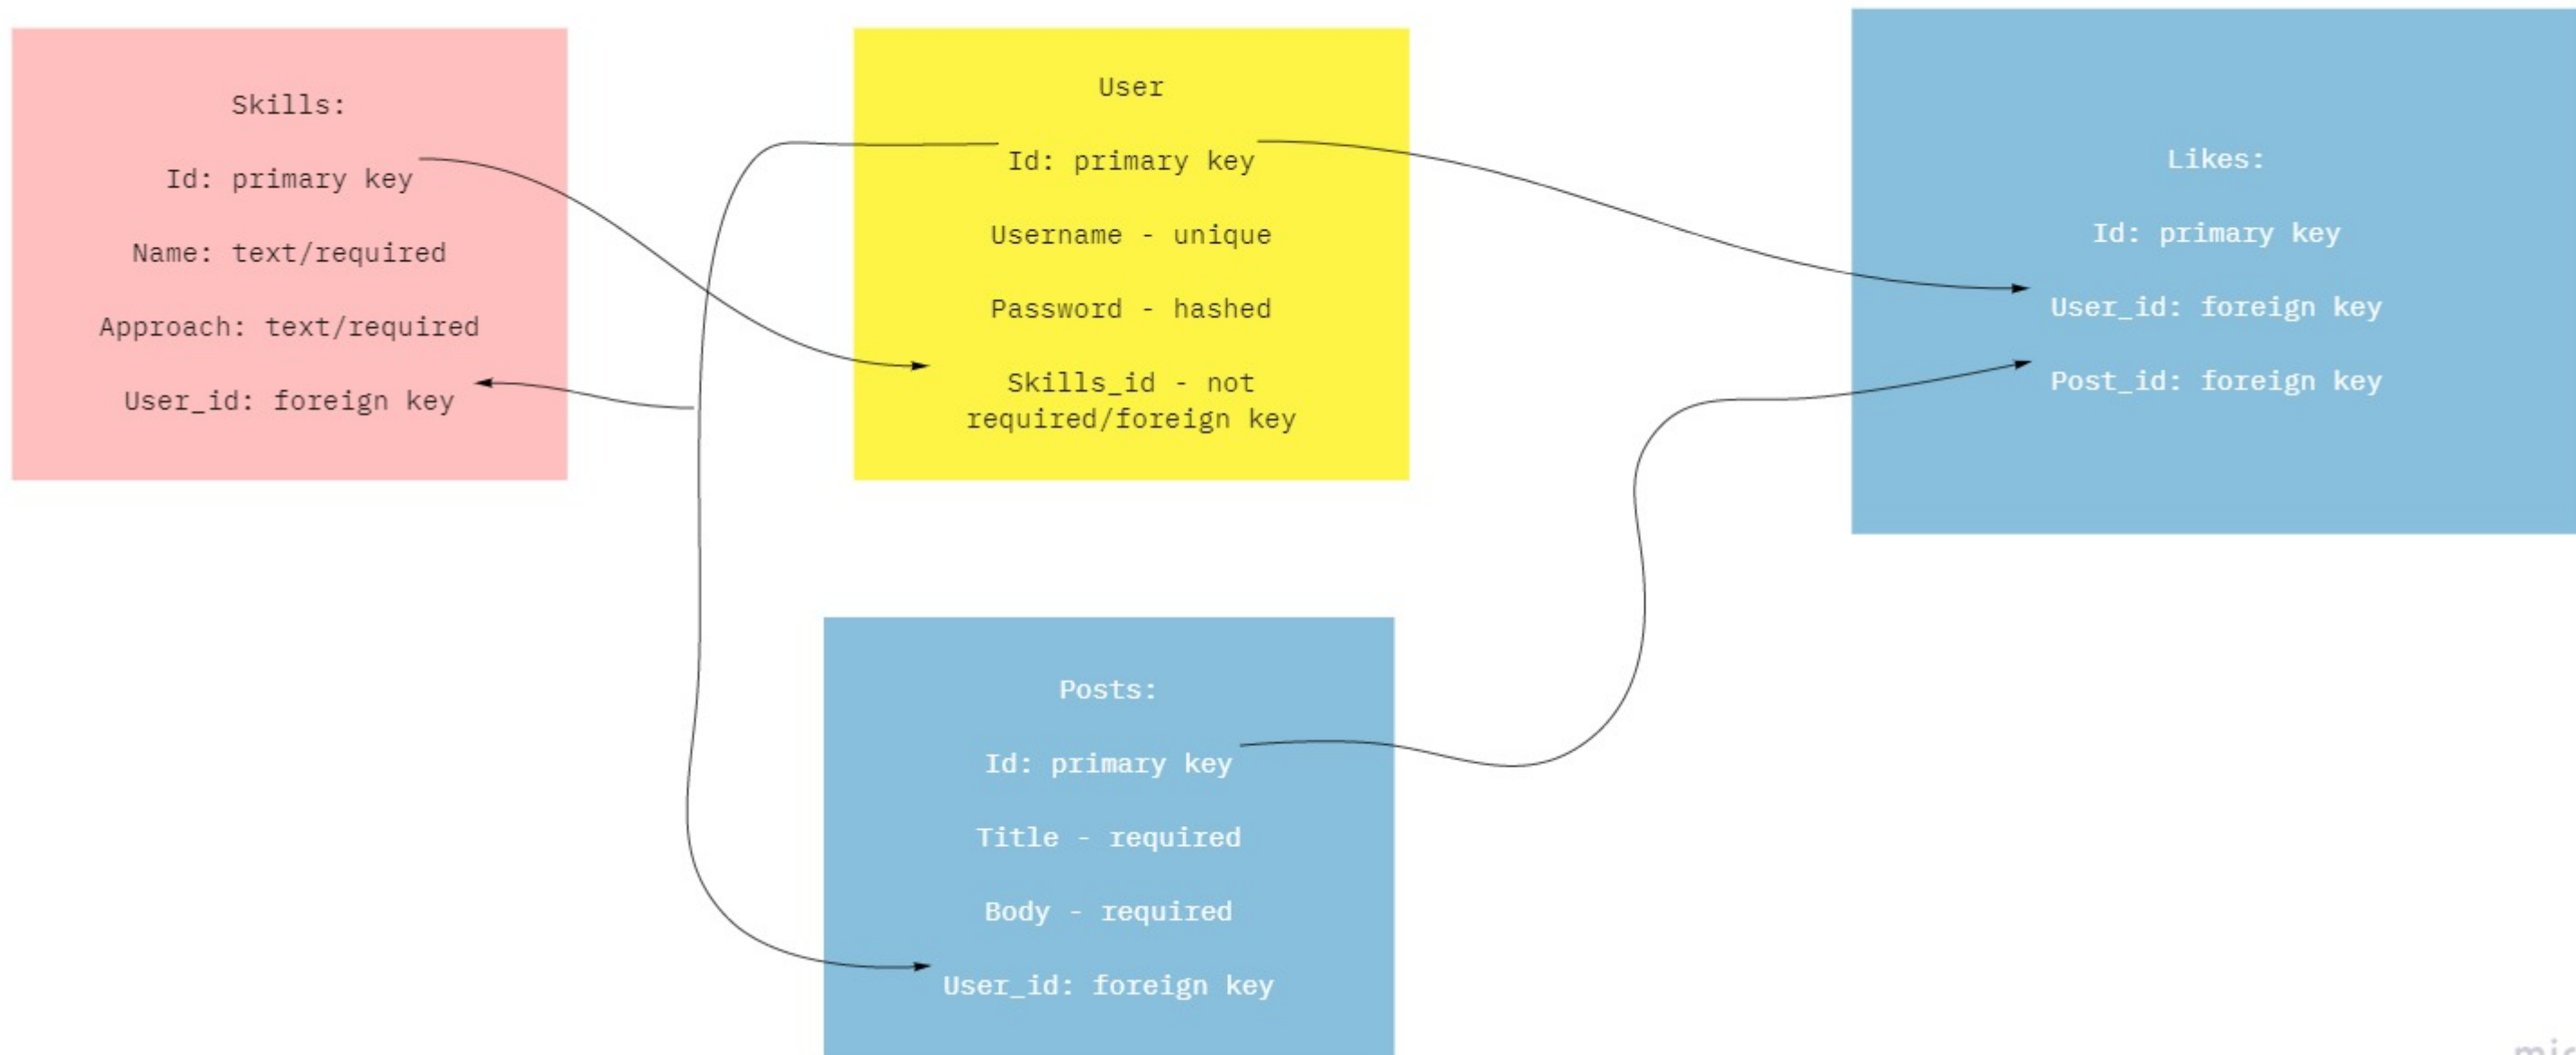 Skills:
Id: primary key
Name: text/required
Approach: text/required
User_id: foreign key
User
Id: primary key
Username - unique
Password - hashed
Skills_id - not
required/foreign key
Likes:
Id: primary key
User_id: foreign key
Post_id: foreign key
Posts:
Id: primary key
Title - required
Body - required
User_id: foreign key